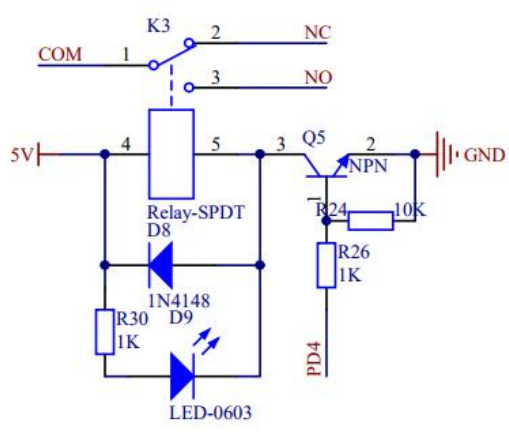 K3
2 NC
COM 1
3 NO
5V 4 5 3 Q5 2 GND
NPN
1
Relay-SPDT
R24 10K
D8
R26
1K
1N4148
D9
R30
1K
PD4
LED-0603